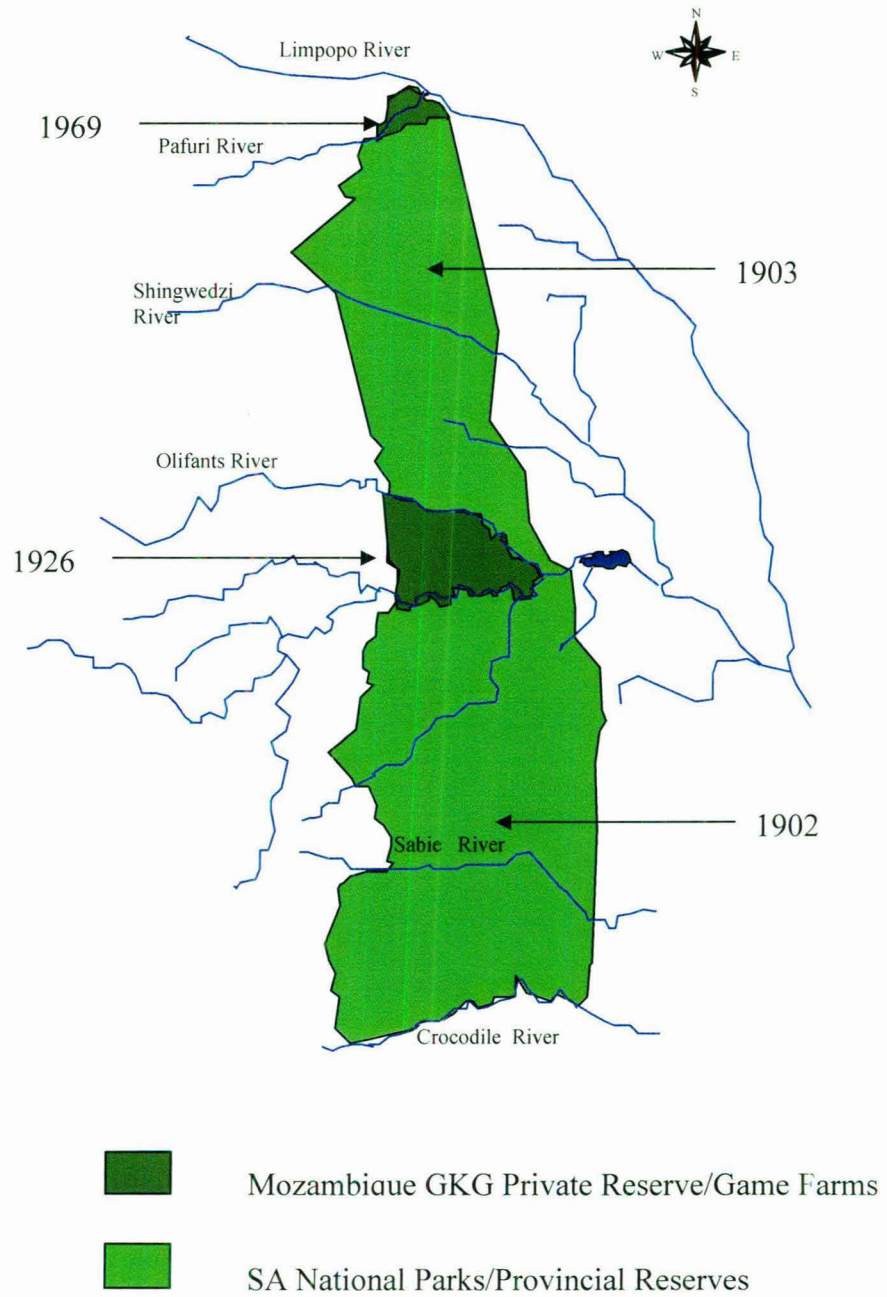 N
W E
S
Limpopo River
1969
Pafuri River
1903
Shingwedzi
River
Olifants River
1926
1902
Sabie River
Crocodile River
Mozambique GKG Private Reserve/Game Farms
SA National Parks/Provincial Reserves